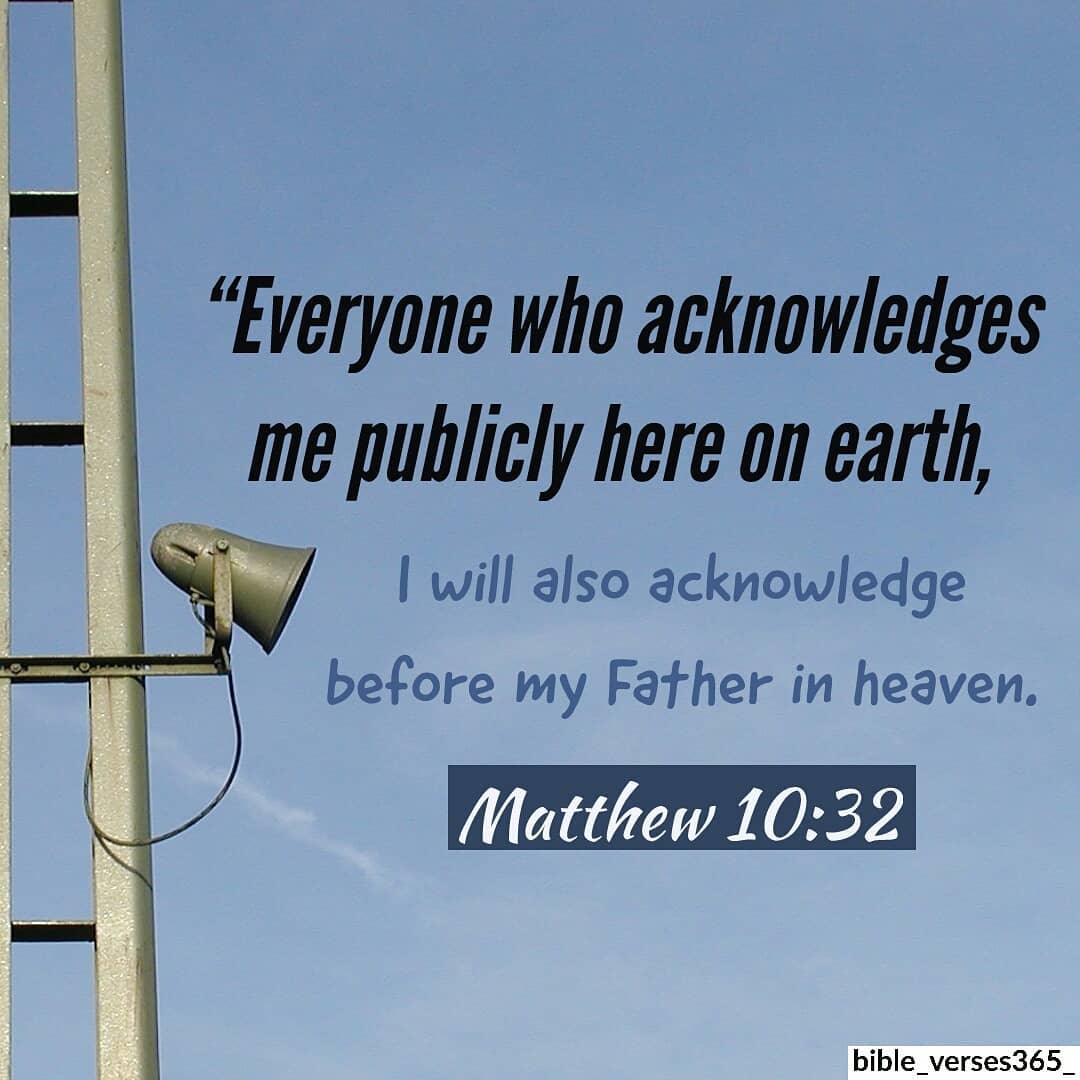 “Everyone who acknowledges
me publicly here on earth,
I will also acknowledge
before my Father in heaven.
Matthew 10:32
bible_verses365_